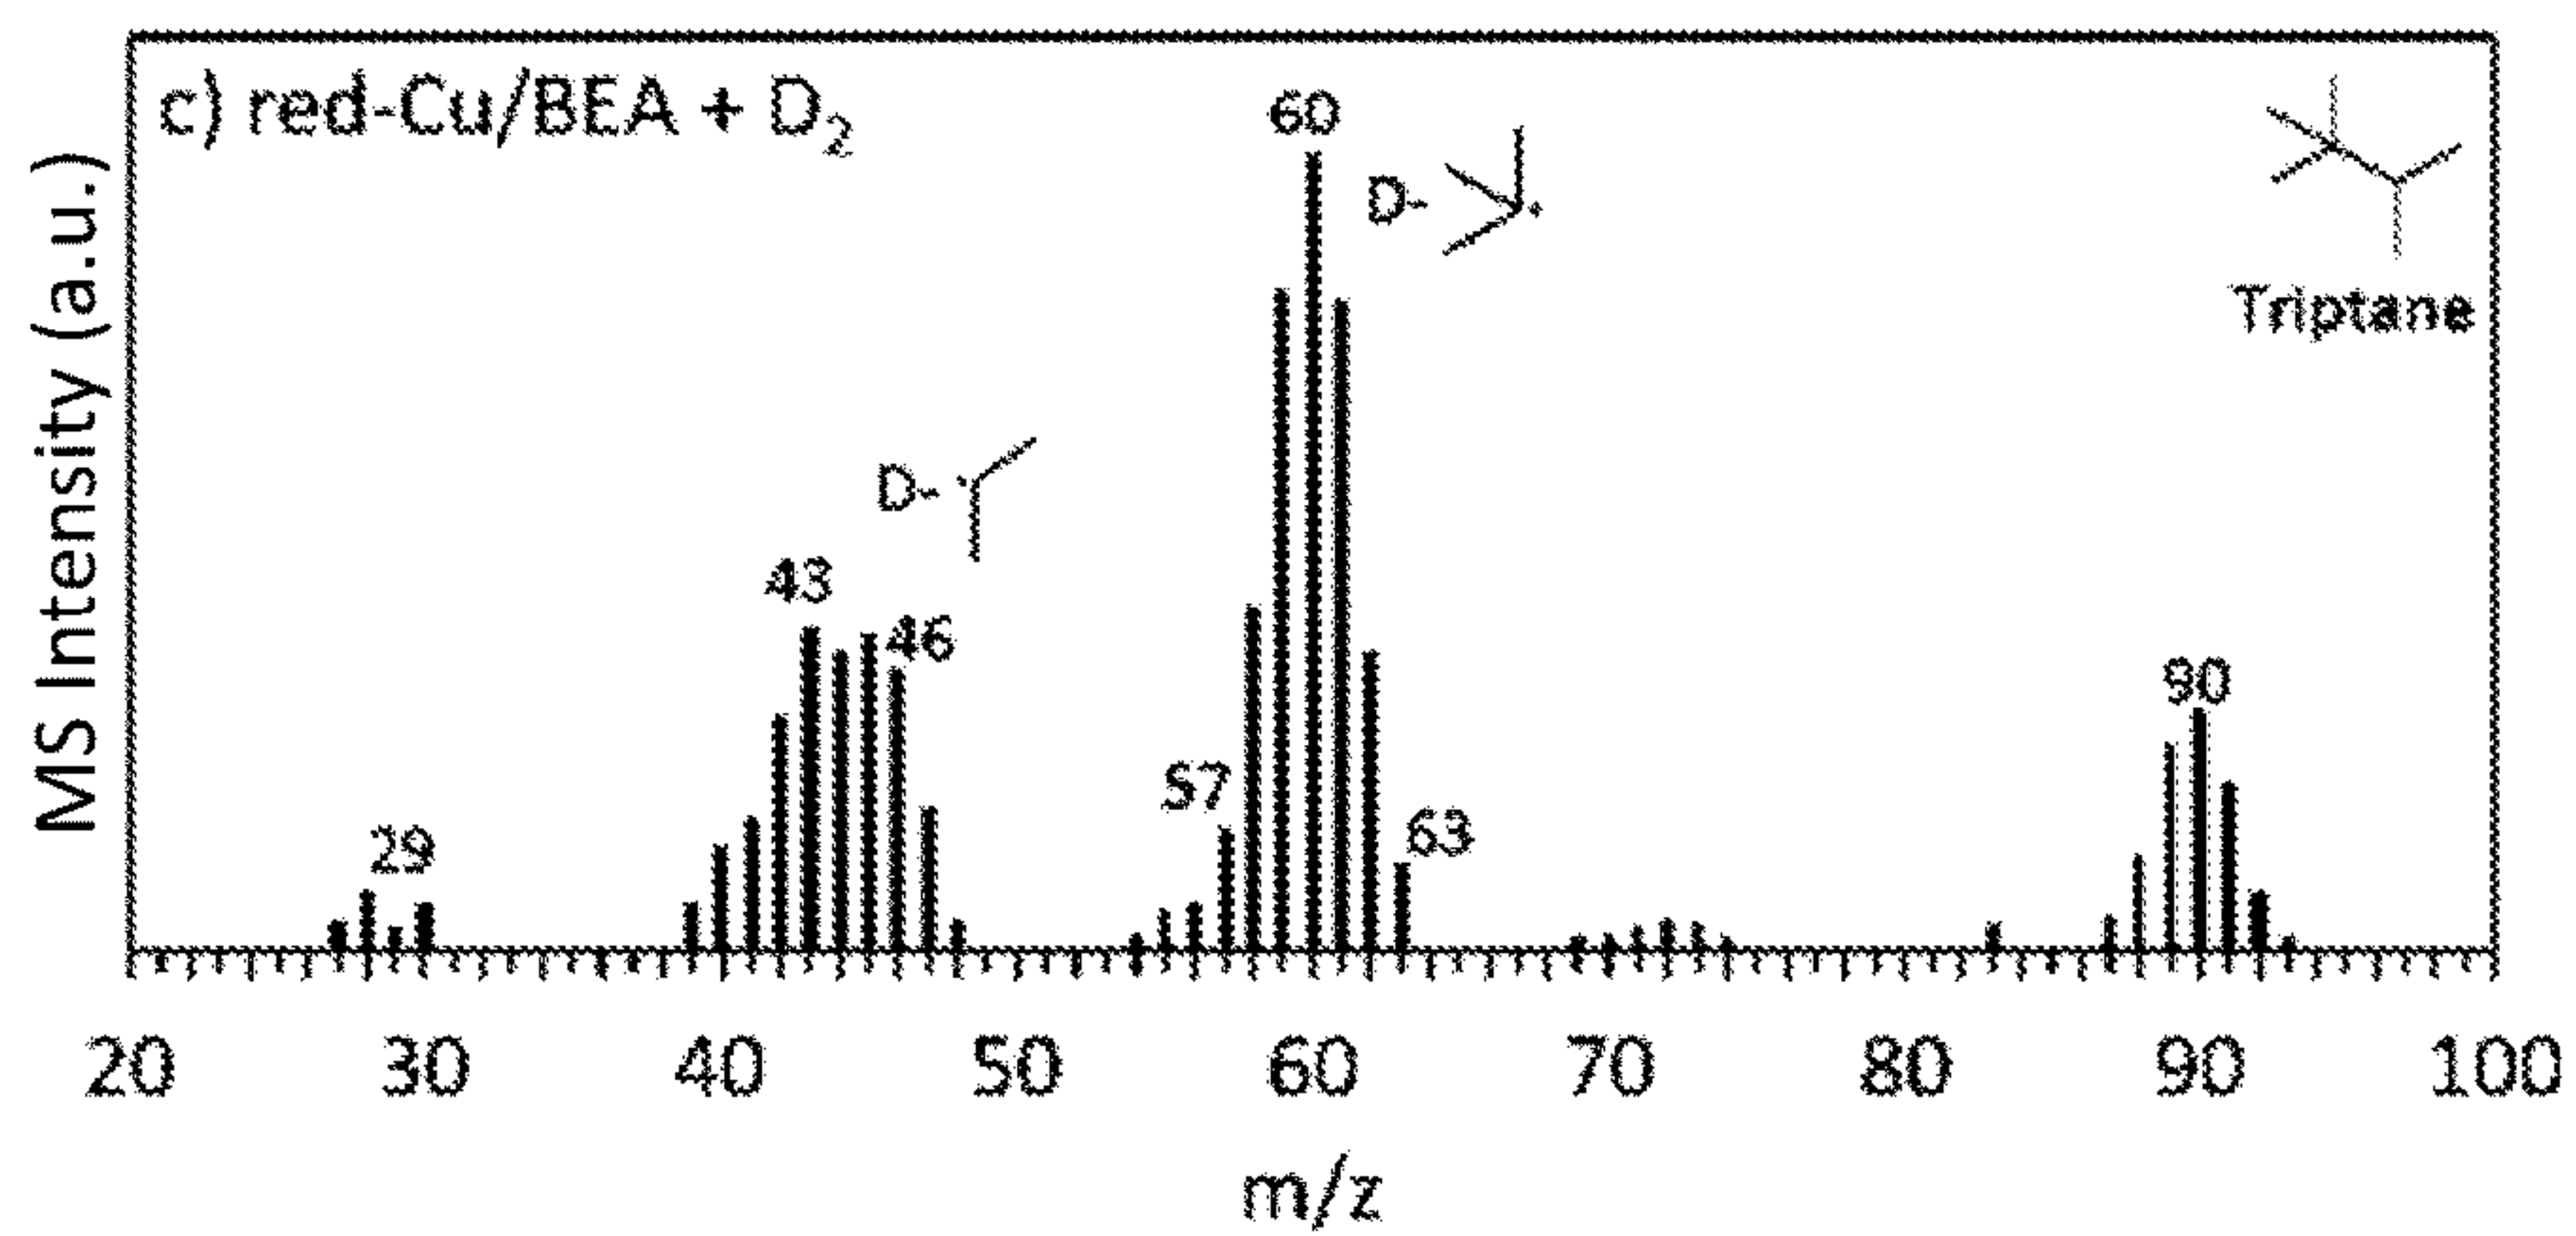 c) red-Cu/BEA + D2
MS Intensity (a.u.)
60
D-
Triptane
D-
43
46
57
63
29
90
20 30 40 50 60 70 80 90 100
m/z